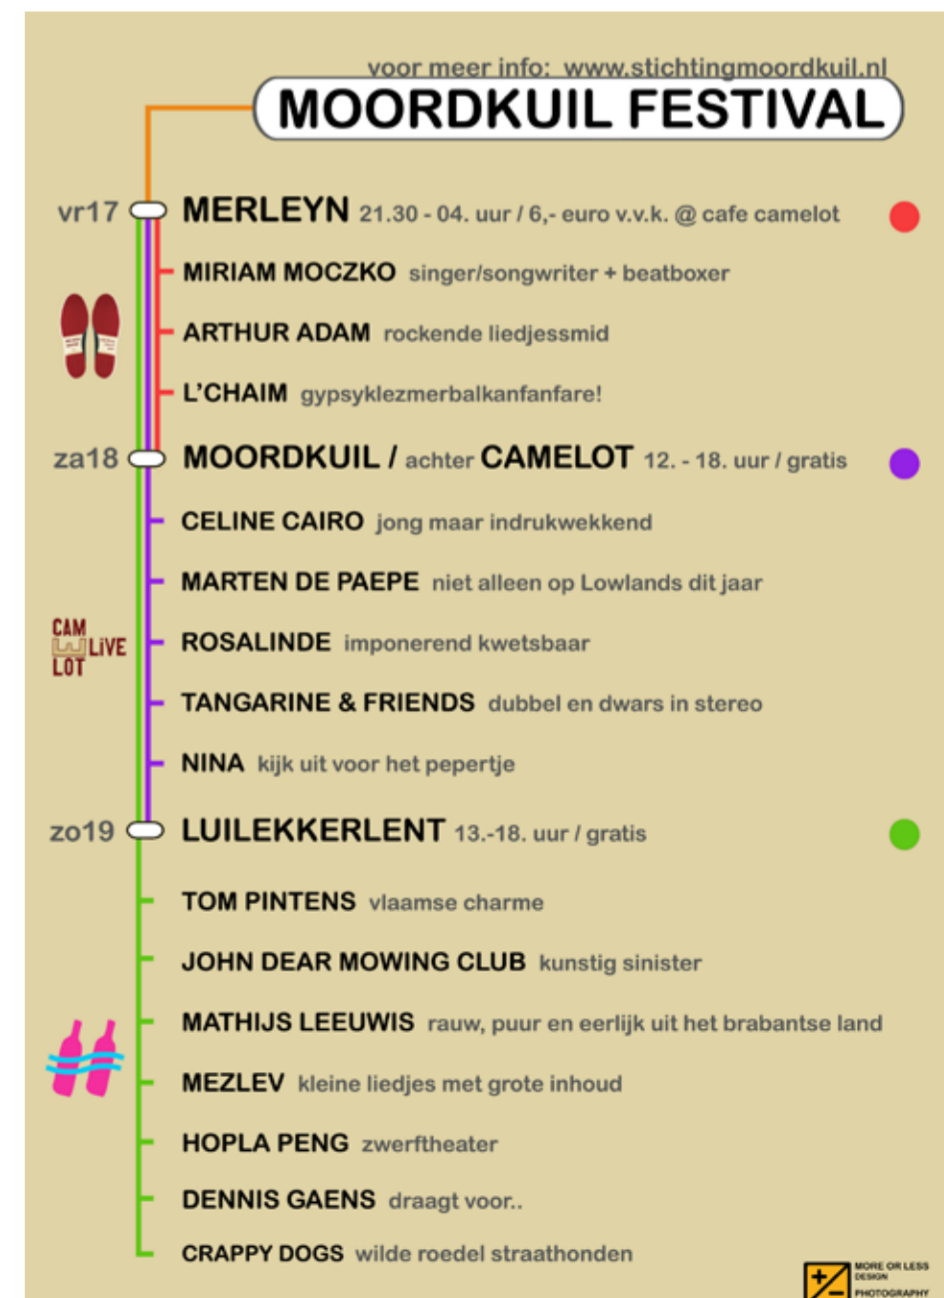 voor meer info: www.stichtingmoordkuil.nl
MOORDKUIL FESTIVAL
vr17 MERLEYN 21.30 - 04. uur / 6,- euro v.v.k. @ cafe camelot
MIRIAM MOCZKO singer/songwriter + beatboxer
ARTHUR ADAM rockende liedjessmid
L'CHAIM gypsyklezmerbalkanfanfare!
za18 MOORDKUIL / achter CAMELOT 12. - 18. uur / gratis
CELINE CAIRO jong maar indrukwekkend
MARTEN DE PAEPE niet alleen op Lowlands dit jaar
CAM
LiVE
LOT
ROSALINDE imponerend kwetsbaar
TANGARINE & FRIENDS dubbel en dwars in stereo
NINA kijk uit voor het pepertje
zo19 LUILEKKERLENT 13.-18. uur / gratis
TOM PINTENS vlaamse charme
JOHN DEAR MOWING CLUB kunstig sinister
MATHIJS LEEUWIS rauw, puur en eerlijk uit het brabantse land
MEZLEV kleine liedjes met grote inhoud
HOPLA PENG zwerftheater
DENNIS GAENS draagt voor..
CRAPPY DOGS wilde roedel straathonden
MORE OR LESS
DESIGN
PHOTOGRAPHY